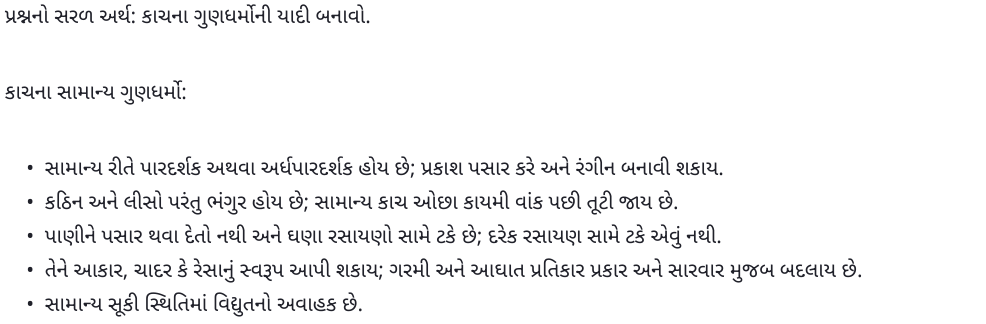 પ્રશ્નનો સરળ અર્થ: કાચના ગુણધર્મોની યાદી બનાવો.
કાચના સામાન્ય ગુણધર્મો:
• સામાન્ય રીતે પારદર્શક અથવા અર્ધપારદર્શક હોય છે; પ્રકાશ પસાર કરે અને રંગીન બનાવી શકાય.
• કઠિન અને લીસો પરંતુ ભંગુર હોય છે; સામાન્ય કાચ ઓછા કાયમી વાંક પછી તૂટી જાય છે.
• પાણીને પસાર થવા દેતો નથી અને ઘણા રસાયણો સામે ટકે છે; દરેક રસાયણ સામે ટકે એવું નથી.
• તેને આકાર, ચાદર કે રેસાનું સ્વરૂપ આપી શકાય; ગરમી અને આઘાત પ્રતિકાર પ્રકાર અને સારવાર મુજબ બદલાય છે.
• સામાન્ય સૂકી સ્થિતિમાં વિદ્યુતનો અવાહક છે.